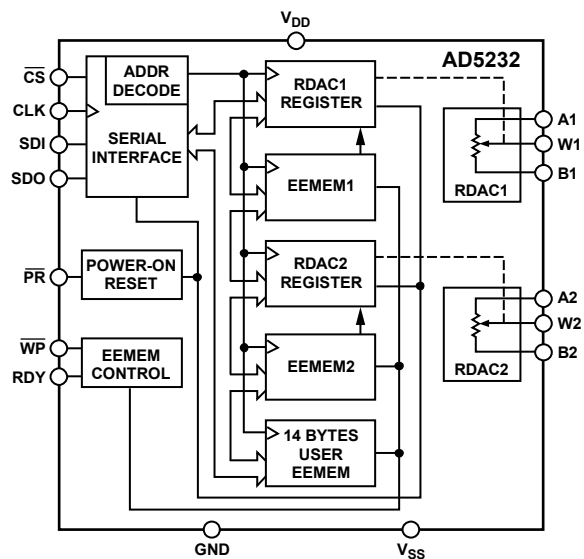 V_DD
AD5232
CS
CLK
SDI
SDO
ADDR
DECODE
SERIAL
INTERFACE
PR
POWER-ON
RESET
WP
RDY
EEMEM
CONTROL
RDAC1
REGISTER
EEMEM1
RDAC2
REGISTER
EEMEM2
14 BYTES
USER
EEMEM
RDAC1
A1
W1
B1
RDAC2
A2
W2
B2
GND
V_SS